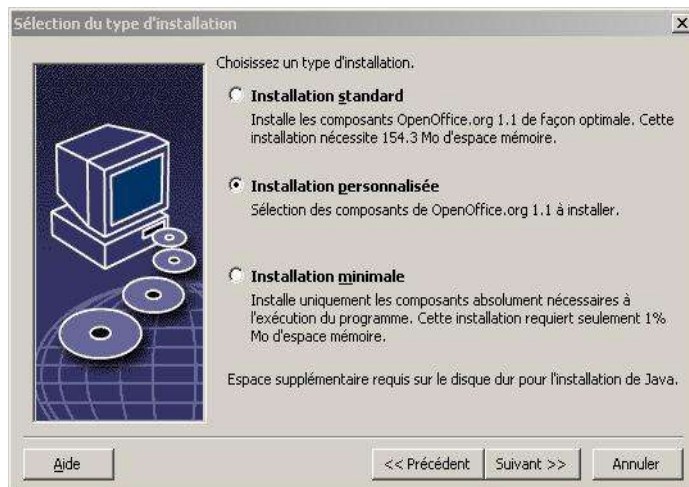 Sélection du type d'installation
Choisissez un type d'installation.
Installation standard
Installe les composants OpenOffice.org 1.1 de façon optimale. Cette
installation nécessite 154.3 Mo d'espace mémoire.
Installation personnalisée
Sélection des composants de OpenOffice.org 1.1 à installer.
Installation minimale
Installe uniquement les composants absolument nécessaires à
l'exécution du programme. Cette installation requiert seulement 1%
Mo d'espace mémoire.
Espace supplémentaire requis sur le disque dur pour l'installation de Java.
Aide
<< Précédent
Suivant >>
Annuler